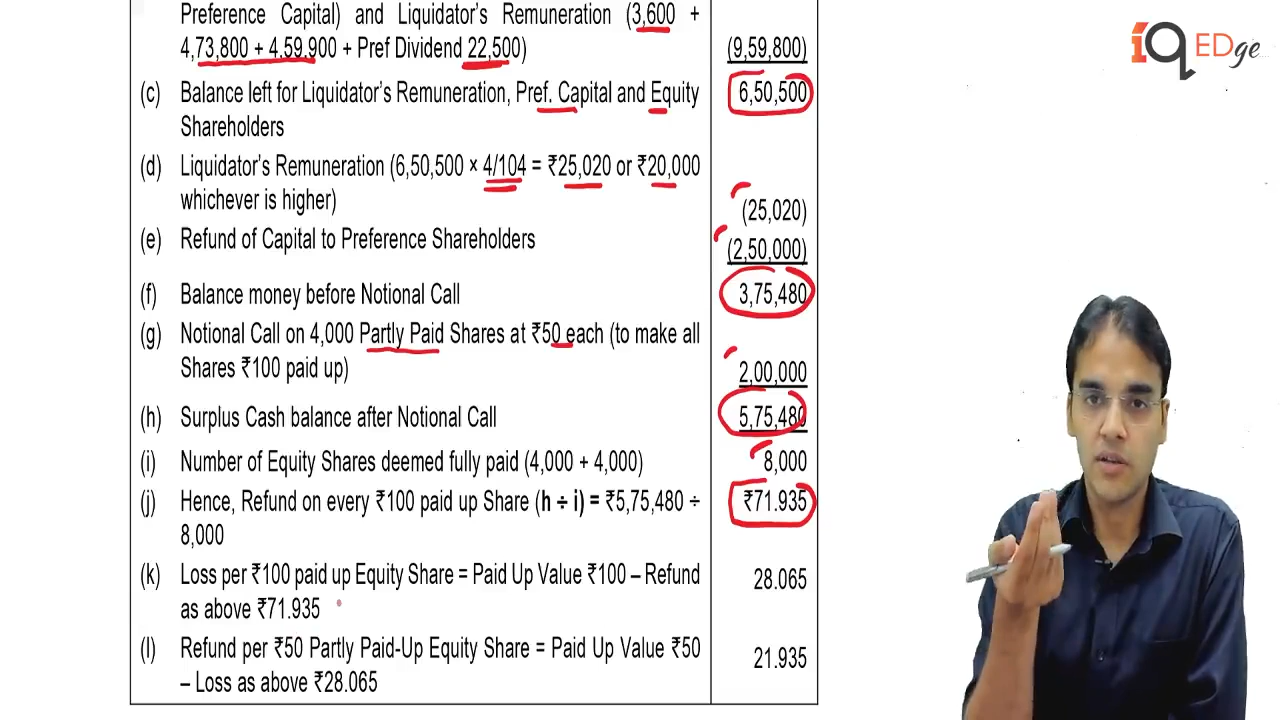 Preference Capital) and Liquidator's Remuneration (3,600 +
4,73,800 + 4.59,900 + Pref Dividend 22,500) (9,59,800)
iQ EDge
(c) Balance left for Liquidator's Remuneration, Pref. Capital and Equity 6,50,500
Shareholders
(d) Liquidator's Remuneration (6,50,500 × 4/104 = ₹25,020 or ₹20,000
whichever is higher) (25,020)
(e) Refund of Capital to Preference Shareholders (2,50,000)
(f) Balance money before Notional Call 3,75,480
(g) Notional Call on 4,000 Partly Paid Shares at ₹50 each (to make all
Shares ₹100 paid up) 2,00,000
(h) Surplus Cash balance after Notional Call 5,75,480
(i) Number of Equity Shares deemed fully paid (4,000 + 4,000) 8,000
(j) Hence, Refund on every ₹100 paid up Share (h ÷ i) = ₹5,75,480 ÷ ₹71.935
8,000
(k) Loss per ₹100 paid up Equity Share = Paid Up Value ₹100 – Refund 28.065
as above ₹71.935
(l) Refund per ₹50 Partly Paid-Up Equity Share = Paid Up Value ₹50 21.935
– Loss as above ₹28.065